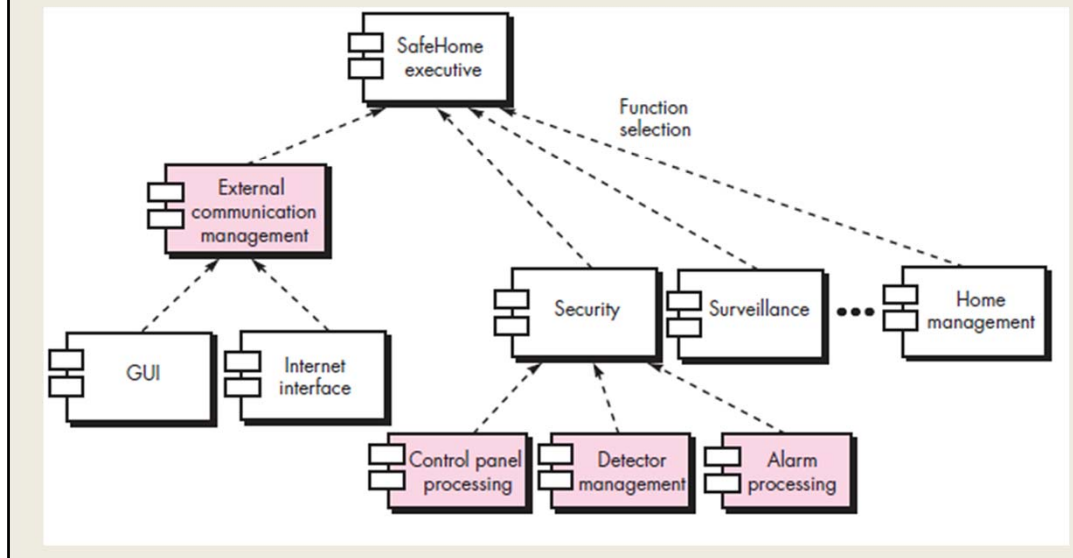 SafeHome
executive
Function
selection
External
communication
management
Security
Surveillance
Home
management
GUI
Internet
interface
Control panel
processing
Detector
management
Alarm
processing